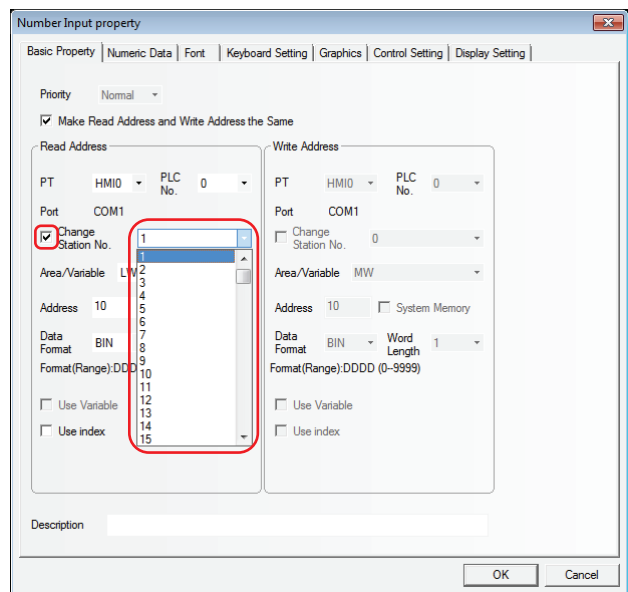 Number Input property
Basic Property Numeric Data Font Keyboard Setting Graphics Control Setting Display Setting
Priority Normal
Make Read Address and Write Address the Same
Read Address
PT HMI0 PLC No. 0
Port COM1
Change Station No. 1
1
2
3
4
5
6
7
8
9
10
11
12
13
14
15
Area/Variable LW
Address 10
Data Format BIN
Format(Range):DDD
Use Variable
Use index
Write Address
PT HMI0 PLC No. 0
Port COM1
Change Station No. 0
Area/Variable MW
Address 10 System Memory
Data Format BIN Word Length 1
Format(Range):DDDD (0~9999)
Use Variable
Use index
Description
OK Cancel